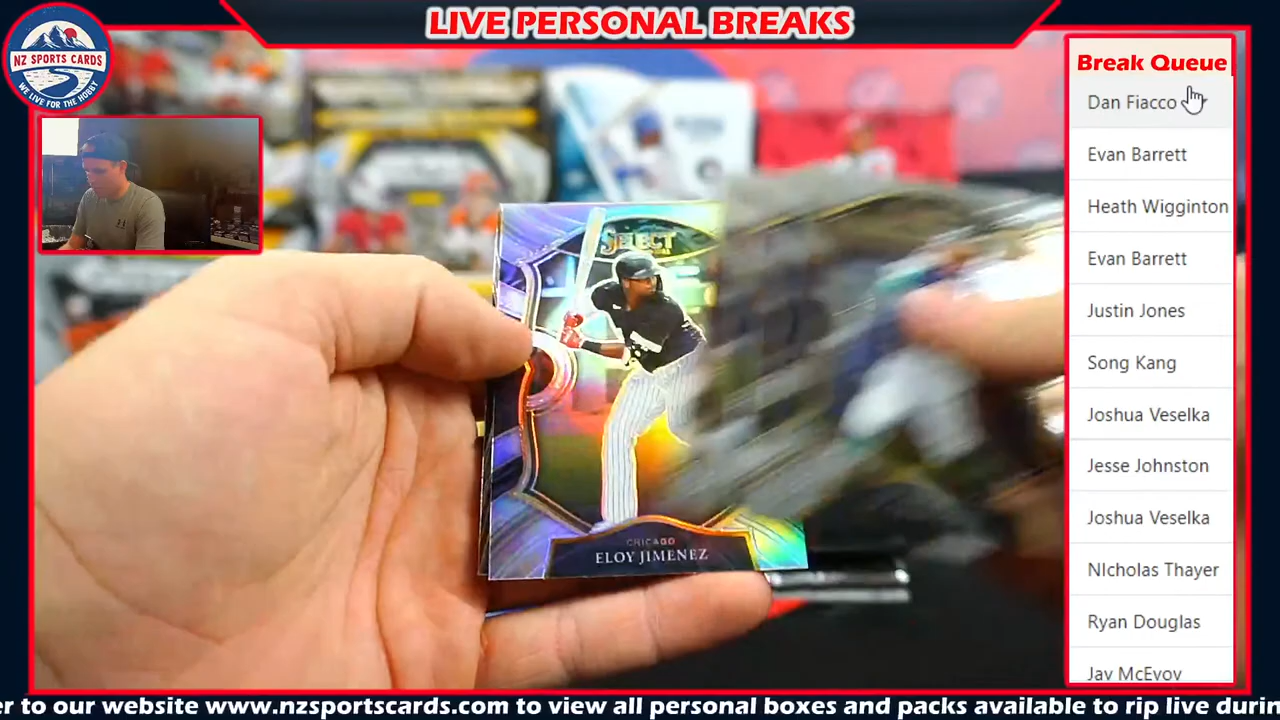 LIVE PERSONAL BREAKS
NZ SPORTS CARDS
WE LIVE FOR THE HOBBY
Break Queue
Dan Fiacco
Evan Barrett
Heath Wigginton
Evan Barrett
Justin Jones
Song Kang
Joshua Veselka
Jesse Johnston
Joshua Veselka
NIcholas Thayer
Ryan Douglas
Jay McEvoy
SELECT
CHICAGO
ELOY JIMENEZ
er to our website www.nzsportscards.com to view all personal boxes and packs available to rip live durin